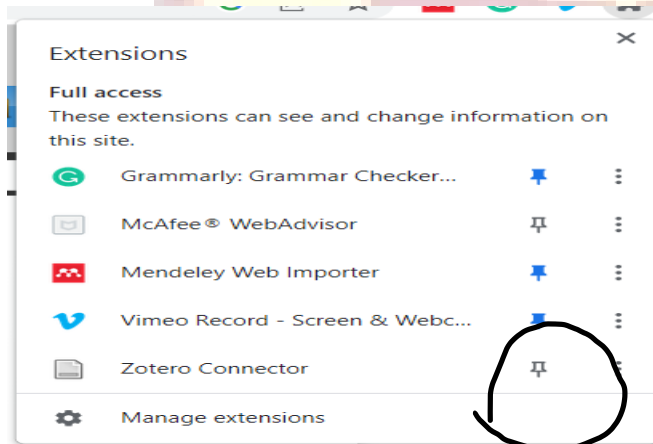 Extensions
Full access
These extensions can see and change information on
this site.
Grammarly: Grammar Checker...
McAfee® WebAdvisor
Mendeley Web Importer
Vimeo Record - Screen & Webc...
Zotero Connector
Manage extensions